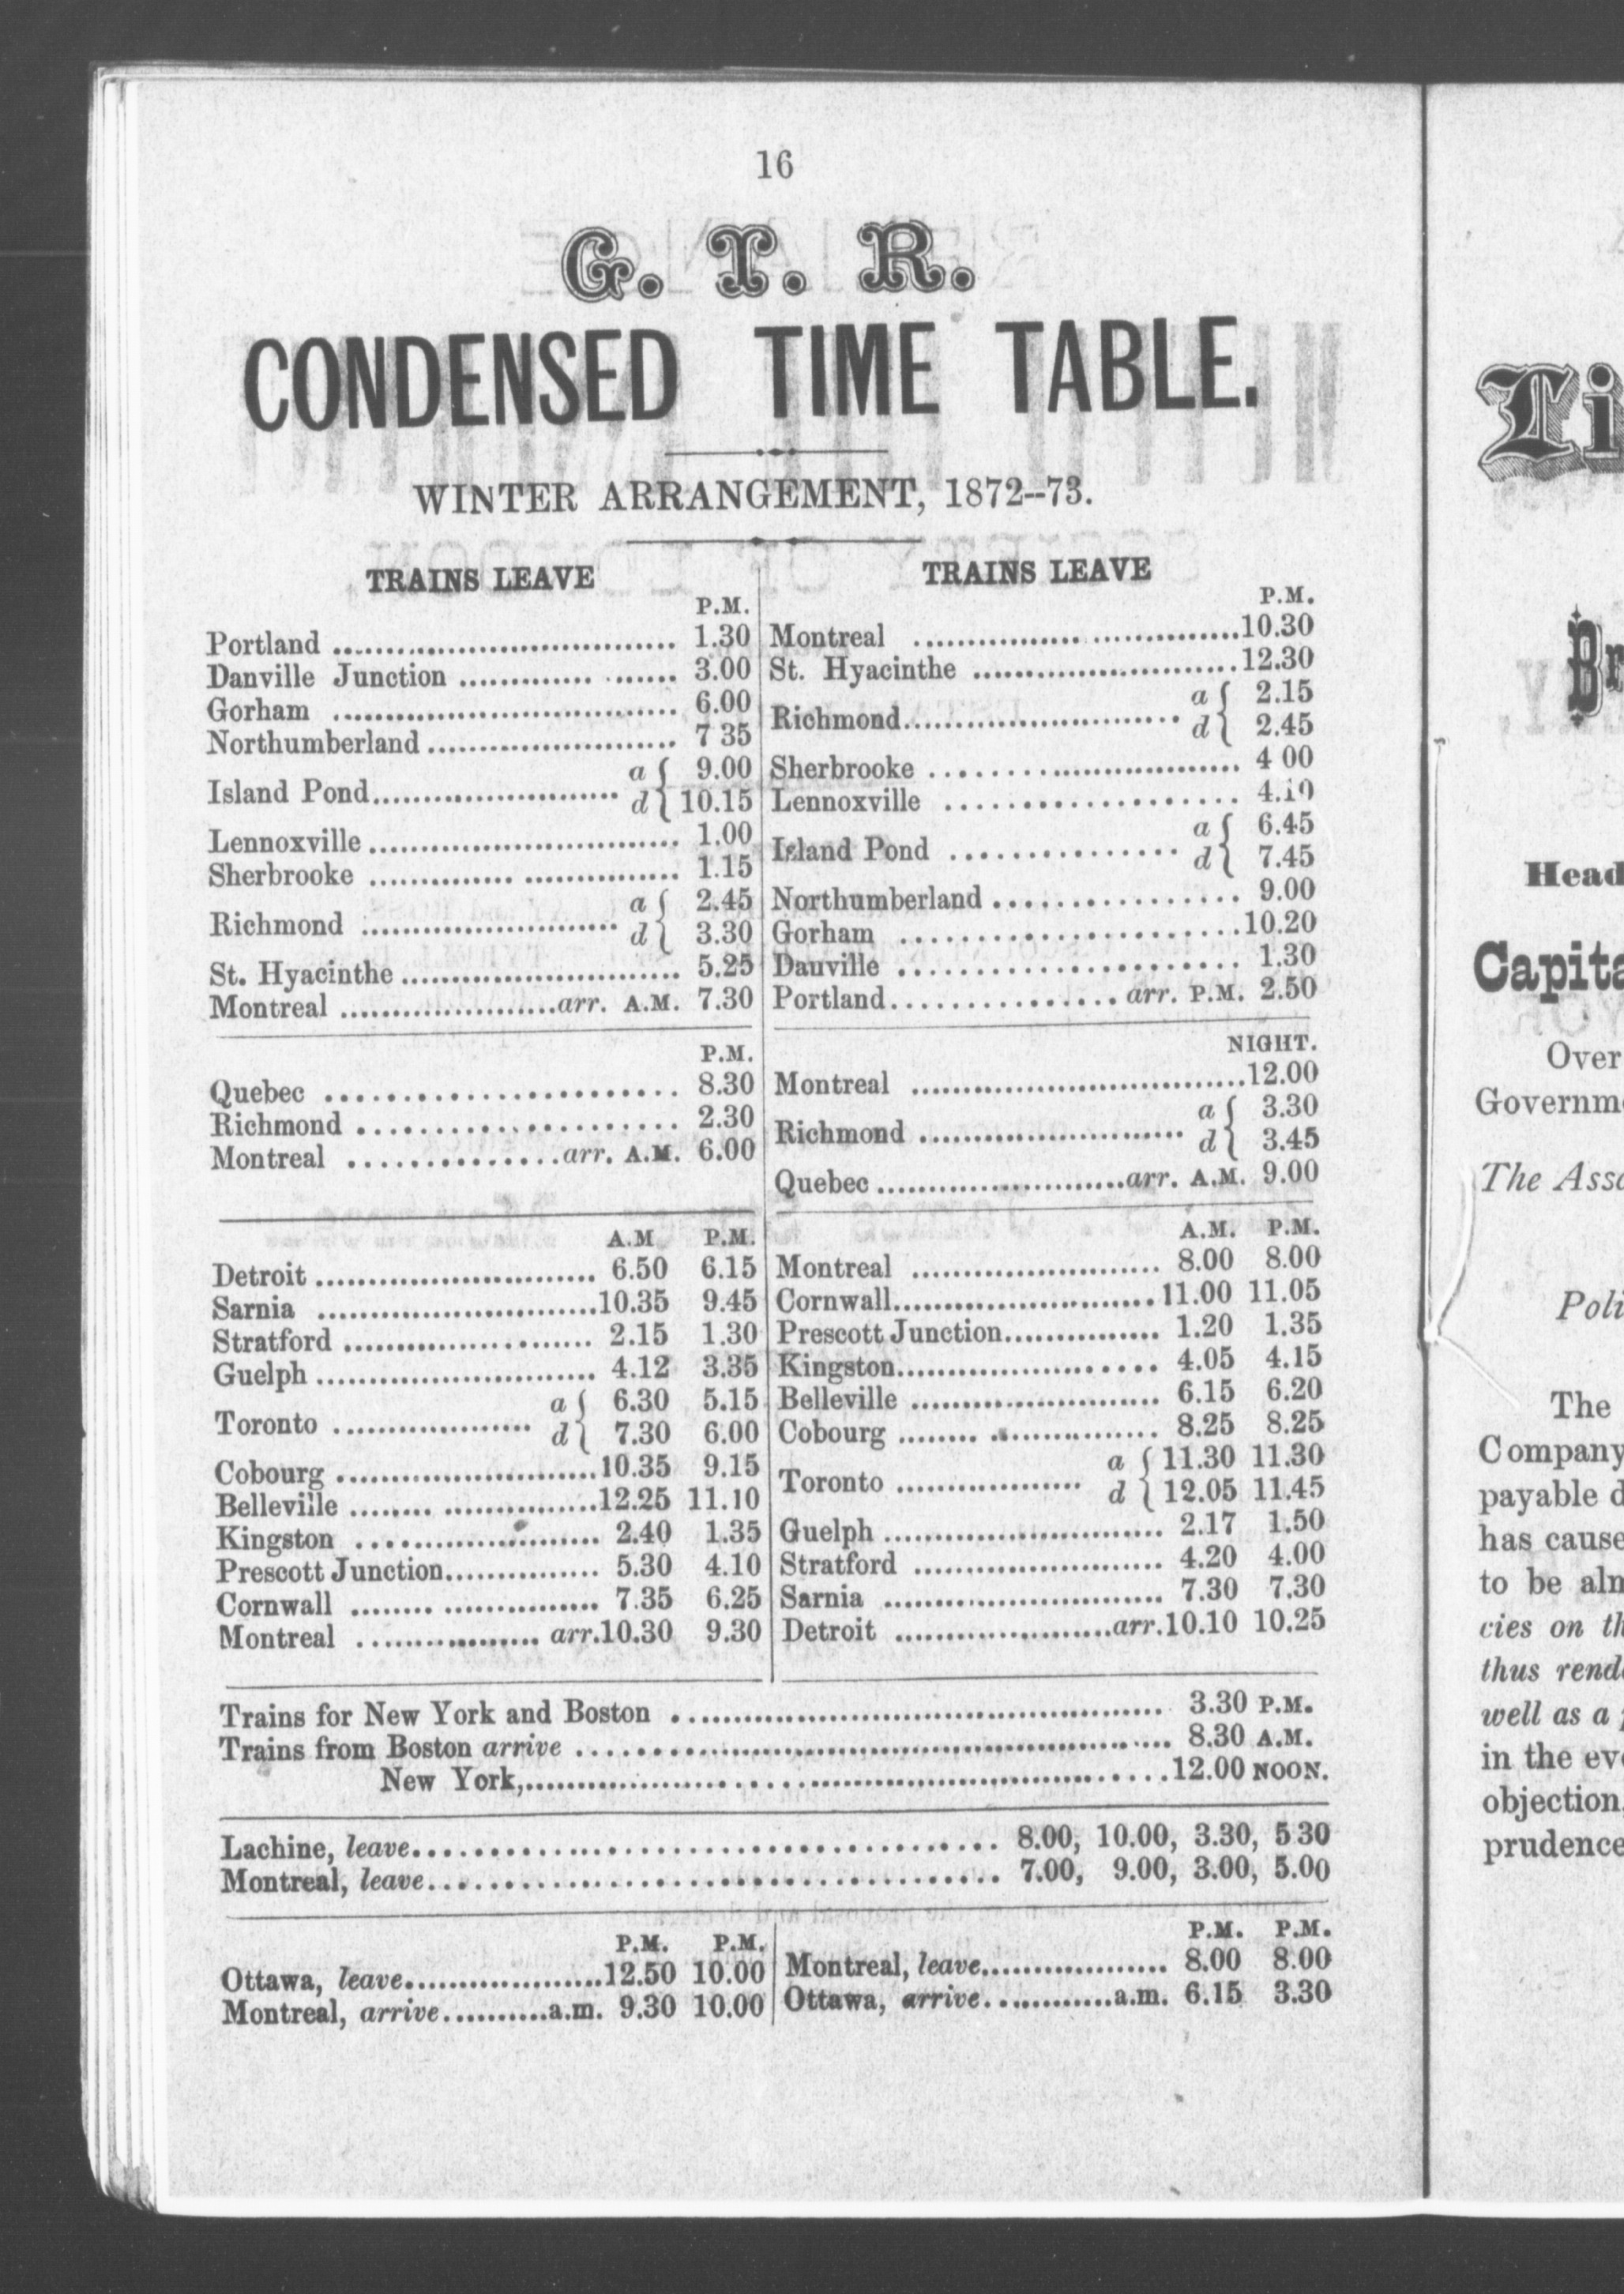 16
G. T. R.
CONDENSED TIME TABLE.
WINTER ARRANGEMENT, 1872--73.
TRAINS LEAVE
P.M.
Portland ................................ 1.30
Danville Junction ................... 3.00
Gorham ................................ 6.00
Northumberland ........................ 7 35
Island Pond........................ a { 9.00
d { 10.15
Lennoxville .............................. 1.00
Sherbrooke ............................. 1.15
Richmond ......................... a { 2.45
d { 3.30
St. Hyacinthe ........................... 5.25
Montreal .....................arr. A.M. 7.30
P.M.
Quebec ........................ 8.30
Richmond ...................... 2.30
Montreal ...............arr. A.M. 6.00
A.M P.M.
Detroit ........................... 6.50 6.15
Sarnia ...........................10.35 9.45
Stratford ........................ 2.15 1.30
Guelph ........................... 4.12 3.35
Toronto ................... a { 6.30 5.15
d { 7.30 6.00
Cobourg .........................10.35 9.15
Belleville ........ ...............12.25 11.10
Kingston ....................... 2.40 1.35
Prescott Junction............... 5.30 4.10
Cornwall ........ ............... 7.35 6.25
Montreal .................. arr.10.30 9.30
TRAINS LEAVE
P.M.
Montreal ................ ..............10.30
St. Hyacinthe .........................12.30
Richmond........................... a { 2.15
d { 2.45
Sherbrooke ........................... 4 00
Lennoxville ................... 4.10
Island Pond ............... a { 6.45
d { 7.45
Northumberland ................ 9.00
Gorham ......................10.20
Danville ...................... 1.30
Portland................ arr. P.M. 2.50
NIGHT.
Montreal ................................12.00
Richmond .......................... a { 3.30
d { 3.45
Quebec .........................arr. A.M. 9.00
A.M. P.M.
Montreal ........................ 8.00 8.00
Cornwall.........................11.00 11.05
Prescott Junction............... 1.20 1.35
Kingston......................... 4.05 4.15
Belleville ........................ 6.15 6.20
Cobourg ........ ................ 8.25 8.25
Toronto .................. a { 11.30 11.30
d { 12.05 11.45
Guelph ........................... 2.17 1.50
Stratford ........................ 4.20 4.00
Sarnia ........................... 7.30 7.30
Detroit .....................arr.10.10 10.25
Trains for New York and Boston ............................................... 3.30 P.M.
Trains from Boston arrive ......................................................... 8.30 A.M.
New York,..............................................................12.00 NOON.
Lachine, leave....................................... 8.00, 10.00, 3.30, 5 30
Montreal, leave...................................... 7.00, 9.00, 3.00, 5.00
P.M. P.M.
Ottawa, leave...................12.50 10.00
Montreal, arrive..........a.m. 9.30 10.00
P.M. P.M.
Montreal, leave.................. 8.00 8.00
Ottawa, arrive............a.m. 6.15 3.30
Head
Over
The
payable
has cause
to be
cies on
thus
well as a
in the
objection,
prudence